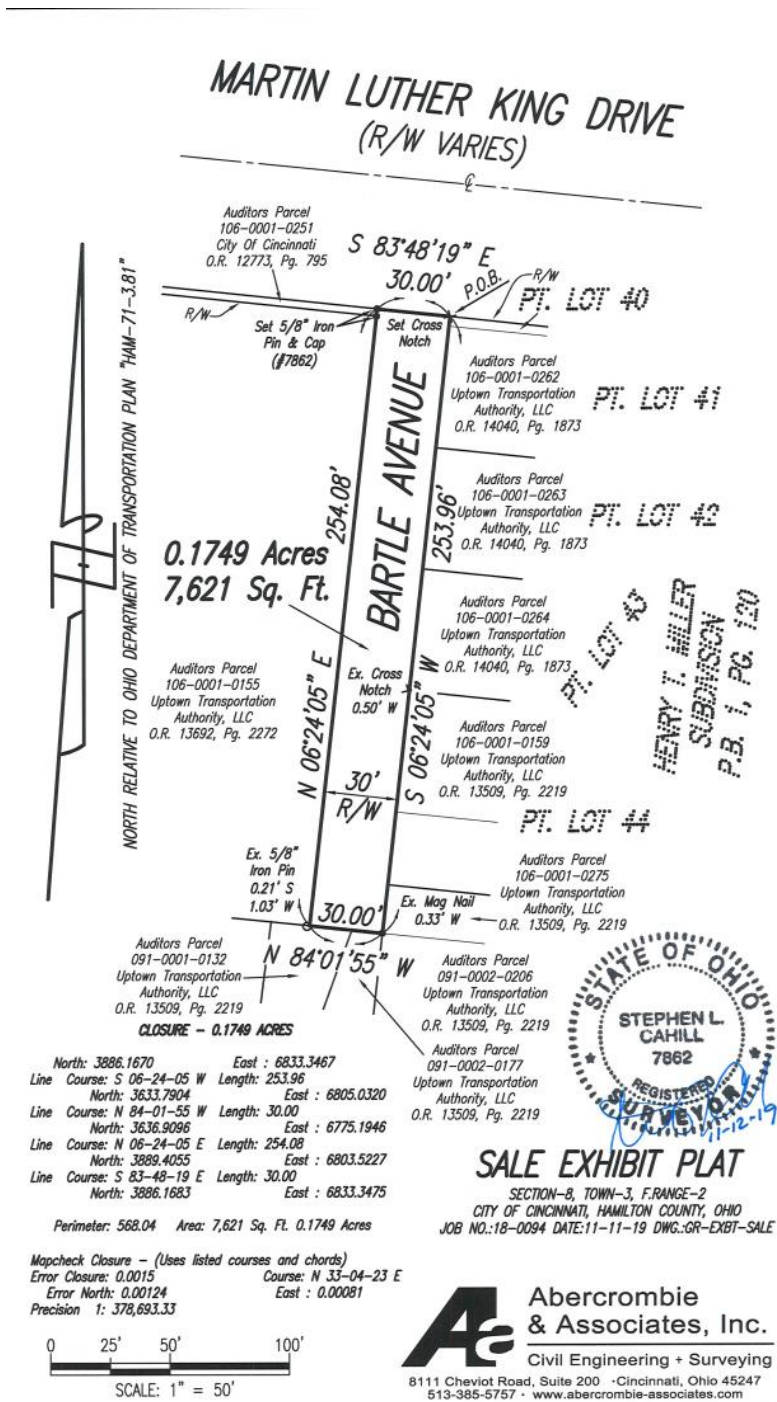 MARTIN LUTHER KING DRIVE
(R/W VARIES)
℄
Auditors Parcel
106-0001-0251
City Of Cincinnati
O.R. 12773, Pg. 795
S 83°48'19" E
30.00'
P.O.B.
R/W
PT. LOT 40
R/W
Set 5/8" Iron
Pin & Cap
(#7862)
Set Cross
Notch
Auditors Parcel
106-0001-0262
Uptown Transportation
Authority, LLC
O.R. 14040, Pg. 1873
PT. LOT 41
BARTLE AVENUE
254.08'
253.96'
Auditors Parcel
106-0001-0263
Uptown Transportation
Authority, LLC
O.R. 14040, Pg. 1873
PT. LOT 42
NORTH RELATIVE TO OHIO DEPARTMENT OF TRANSPORTATION PLAN "HAM-71-3.81"
0.1749 Acres
7,621 Sq. Ft.
Auditors Parcel
106-0001-0264
Uptown Transportation
Authority, LLC
O.R. 14040, Pg. 1873
PT. LOT 43
HENRY T. MILLER
SUBDIVISION
P.B. 1, PG. 120
Auditors Parcel
106-0001-0155
Uptown Transportation
Authority, LLC
O.R. 13692, Pg. 2272
N 06°24'05" E
Ex. Cross
Notch
0.50' W
S 06°24'05" W
Auditors Parcel
106-0001-0159
Uptown Transportation
Authority, LLC
O.R. 13509, Pg. 2219
30'
R/W
PT. LOT 44
Ex. 5/8"
Iron Pin
0.21' S
1.03' W
30.00'
Ex. Mag Nail
0.33' W
Auditors Parcel
106-0001-0275
Uptown Transportation
Authority, LLC
O.R. 13509, Pg. 2219
N 84°01'55" W
Auditors Parcel
091-0001-0132
Uptown Transportation
Authority, LLC
O.R. 13509, Pg. 2219
Auditors Parcel
091-0002-0206
Uptown Transportation
Authority, LLC
O.R. 13509, Pg. 2219
Auditors Parcel
091-0002-0177
Uptown Transportation
Authority, LLC
O.R. 13509, Pg. 2219
STATE OF OHIO
STEPHEN L.
CAHILL
7862
REGISTERED
SURVEYOR
11-12-19
CLOSURE - 0.1749 ACRES
North: 3886.1670 East : 6833.3467
Line Course: S 06-24-05 W Length: 253.96
North: 3633.7904 East : 6805.0320
Line Course: N 84-01-55 W Length: 30.00
North: 3636.9096 East : 6775.1946
Line Course: N 06-24-05 E Length: 254.08
North: 3889.4055 East : 6803.5227
Line Course: S 83-48-19 E Length: 30.00
North: 3886.1683 East : 6833.3475
Perimeter: 568.04 Area: 7,621 Sq. Ft. 0.1749 Acres
Mapcheck Closure - (Uses listed courses and chords)
Error Closure: 0.0015 Course: N 33-04-23 E
Error North: 0.00124 East : 0.00081
Precision 1: 378,693.33
0 25' 50' 100'
SCALE: 1" = 50'
SALE EXHIBIT PLAT
SECTION-8, TOWN-3, F.RANGE-2
CITY OF CINCINNATI, HAMILTON COUNTY, OHIO
JOB NO.:18-0094 DATE:11-11-19 DWG.:GR-EXBT-SALE
Aa
Abercrombie
& Associates, Inc.
Civil Engineering + Surveying
8111 Cheviot Road, Suite 200 · Cincinnati, Ohio 45247
513-385-5757 · www.abercrombie-associates.com